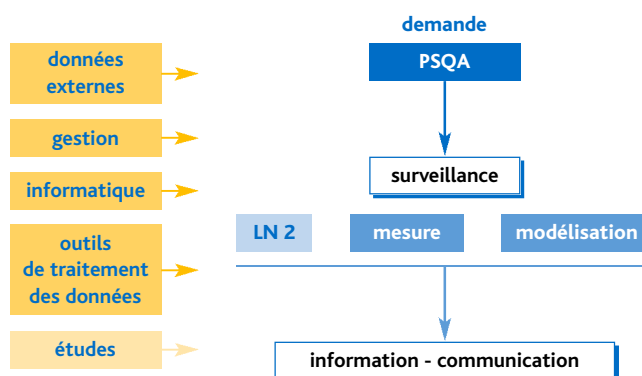 demande
données
externes
PSQA
gestion
informatique
surveillance
LN 2
mesure
modélisation
outils
de traitement
des données
études
information - communication